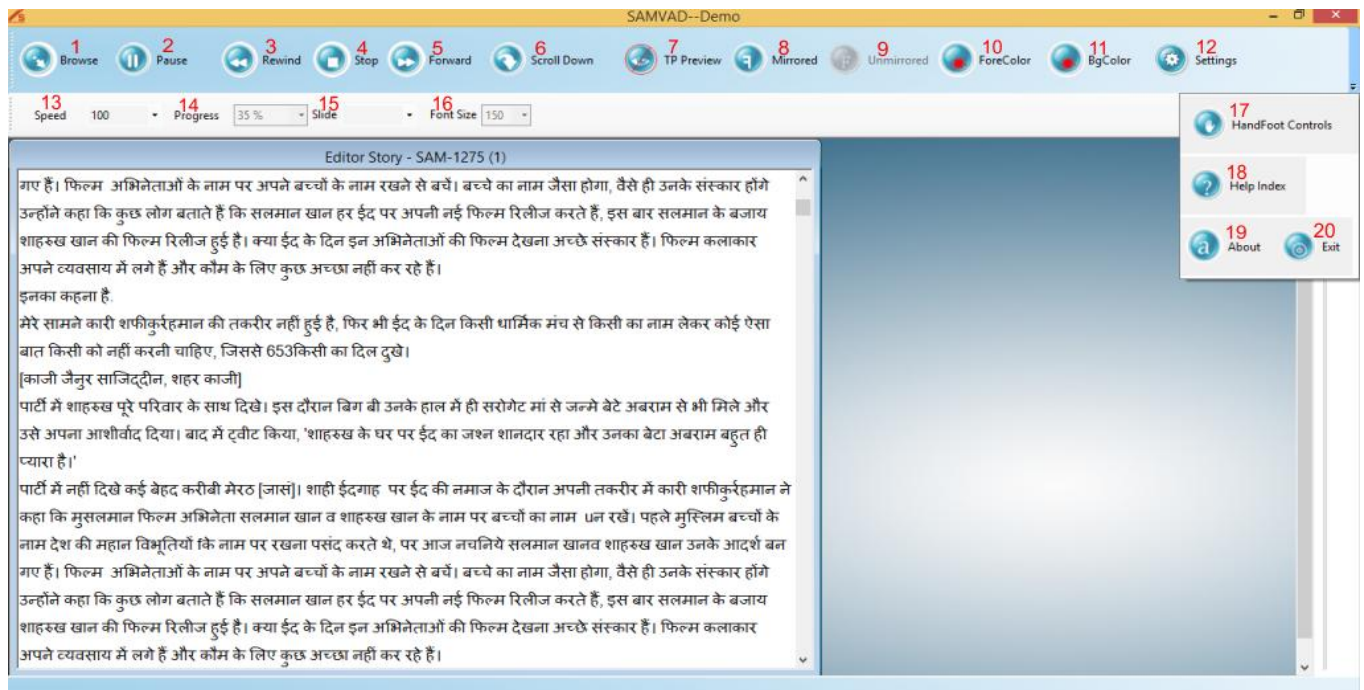 SAMVAD--Demo
1 Browse 2 Pause 3 Rewind 4 Stop 5 Forward 6 Scroll Down 7 TP Preview 8 Mirrored 9 Unmirrored 10 ForeColor 11 BgColor 12 Settings
13 Speed 100 14 Progress 35 % 15 Slide 16 Font Size 150
17 HandFoot Controls
18 Help Index
19 About 20 Exit
Editor Story - SAM-1275 (1)
गए हैं। फिल्म अभिनेताओं के नाम पर अपने बच्चों के नाम रखने से बचें। बच्चे का नाम जैसा होगा, वैसे ही उनके संस्कार होंगे
उन्होंने कहा कि कुछ लोग बताते हैं कि सलमान खान हर ईद पर अपनी नई फिल्म रिलीज करते हैं, इस बार सलमान के बजाय
शाहरुख खान की फिल्म रिलीज हुई है। क्या ईद के दिन इन अभिनेताओं की फिल्म देखना अच्छे संस्कार हैं। फिल्म कलाकार
अपने व्यवसाय में लगे हैं और कौम के लिए कुछ अच्छा नहीं कर रहे हैं।
इनका कहना है.
मेरे सामने कारी शफीकुर्रहमान की तकरीर नहीं हुई है, फिर भी ईद के दिन किसी धार्मिक मंच से किसी का नाम लेकर कोई ऐसा
बात किसी को नहीं करनी चाहिए, जिससे 653किसी का दिल दुखे।
[काजी जैनुर साजिद्दीन, शहर काजी]
पार्टी में शाहरुख पूरे परिवार के साथ दिखे। इस दौरान बिग बी उनके हाल में ही सरोगेट मां से जन्मे बेटे अबराम से भी मिले और
उसे अपना आशीर्वाद दिया। बाद में ट्वीट किया, 'शाहरुख के घर पर ईद का जश्न शानदार रहा और उनका बेटा अबराम बहुत ही
प्यारा है।'
पार्टी में नहीं दिखे कई बेहद करीबी मेरठ [जासं]। शाही ईदगाह पर ईद की नमाज के दौरान अपनी तकरीर में कारी शफीकुर्रहमान ने
कहा कि मुसलमान फिल्म अभिनेता सलमान खान व शाहरुख खान के नाम पर बच्चों का नाम uन रखें। पहले मुस्लिम बच्चों के
नाम देश की महान विभूतियों fके नाम पर रखना पसंद करते थे, पर आज नचनिये सलमान खानव शाहरुख खान उनके आदर्श बन
गए हैं। फिल्म अभिनेताओं के नाम पर अपने बच्चों के नाम रखने से बचें। बच्चे का नाम जैसा होगा, वैसे ही उनके संस्कार होंगे
उन्होंने कहा कि कुछ लोग बताते हैं कि सलमान खान हर ईद पर अपनी नई फिल्म रिलीज करते हैं, इस बार सलमान के बजाय
शाहरुख खान की फिल्म रिलीज हुई है। क्या ईद के दिन इन अभिनेताओं की फिल्म देखना अच्छे संस्कार हैं। फिल्म कलाकार
अपने व्यवसाय में लगे हैं और कौम के लिए कुछ अच्छा नहीं कर रहे हैं।